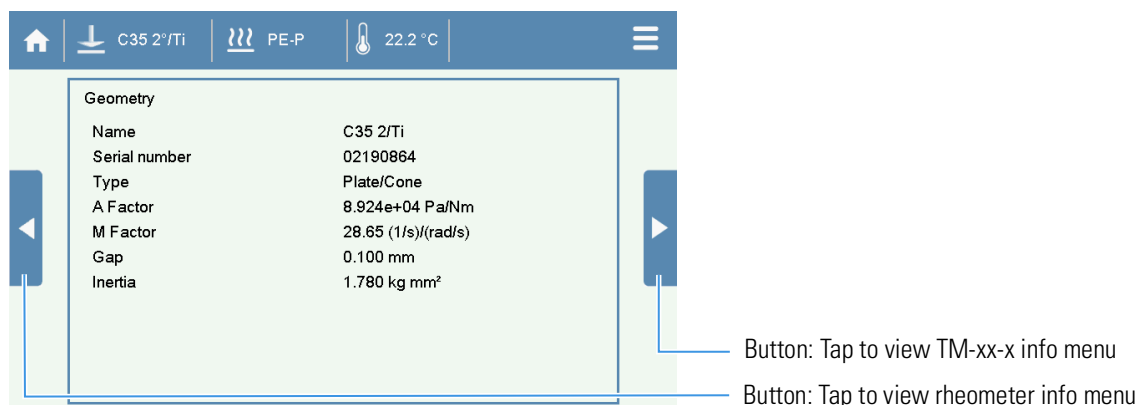 C35 2°/Ti PE-P 22.2 °C
Geometry
Name C35 2/Ti
Serial number 02190864
Type Plate/Cone
A Factor 8.924e+04 Pa/Nm
M Factor 28.65 (1/s)/(rad/s)
Gap 0.100 mm
Inertia 1.780 kg mm²
Button: Tap to view TM-xx-x info menu
Button: Tap to view rheometer info menu